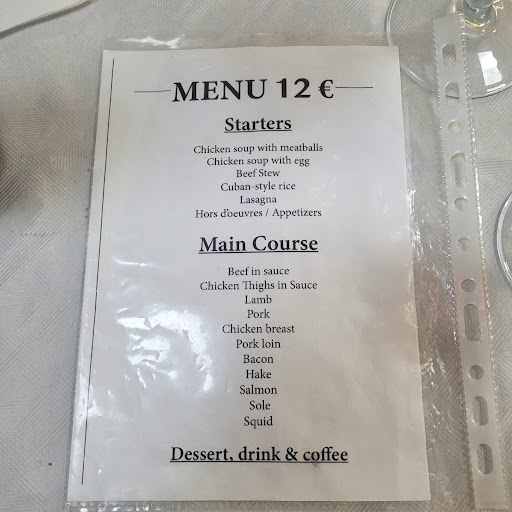 MENU 12 €
Starters
Chicken soup with meatballs
Chicken soup with egg
Beef Stew
Cuban-style rice
Lasagna
Hors d'oeuvres / Appetizers
Main Course
Beef in sauce
Chicken Thighs in Sauce
Lamb
Pork
Chicken breast
Pork loin
Bacon
Hake
Salmon
Sole
Squid
Dessert, drink & coffee